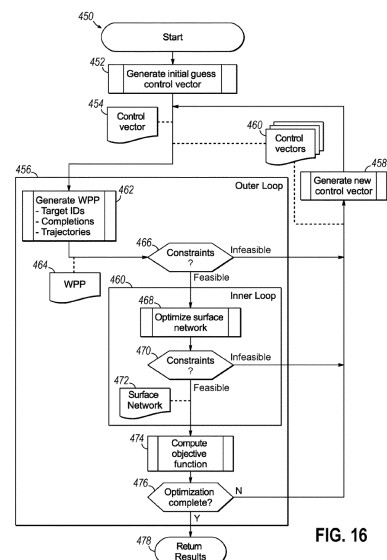 450
Start
452
Generate initial guess
control vector
454
Control
vector
460
Control
vectors
458
Generate new
control vector
456
Outer Loop
Generate WPP
- Target IDs
- Completions
- Trajectories
462
466
Constraints
?
Infeasible
Feasible
464
WPP
460
Inner Loop
468
Optimize surface
network
470
Constraints
?
Infeasible
Feasible
472
Surface
Network
474
Compute
objective
function
476
Optimization
complete?
N
Y
478
Return
Results
FIG. 16